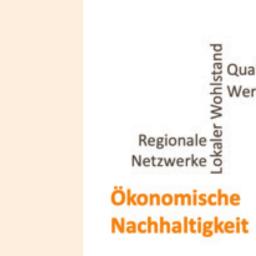 Lokaler Wohlstand
Regionale
Netzwerke
Ökonomische
Nachhaltigkeit